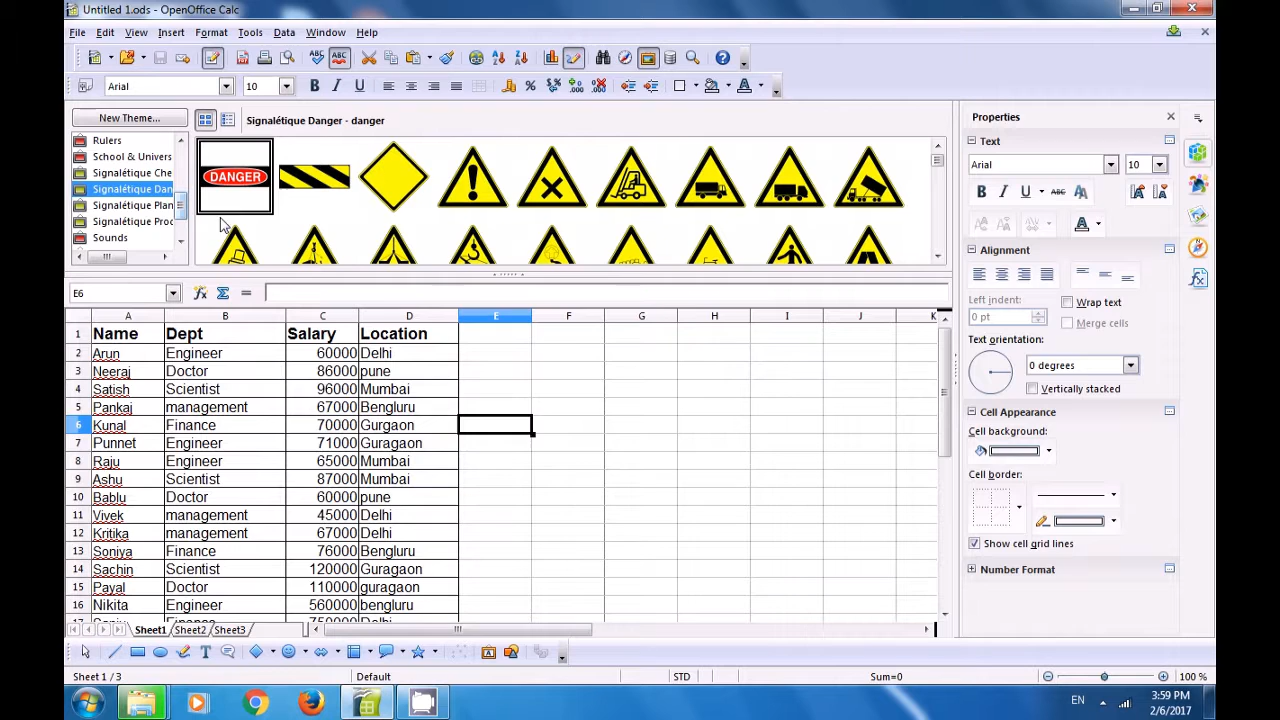 Untitled 1.ods - OpenOffice Calc
File Edit View Insert Format Tools Data Window Help
Arial 10
New Theme...
Signalétique Danger - danger
Rulers
School & Univers
Signalétique Che
Signalétique Dan
Signalétique Plan
Signalétique Proc
Sounds
DANGER
E6
A B C D E F G H I J K
1 Name Dept Salary Location
2 Arun Engineer 60000 Delhi
3 Neeraj Doctor 86000 pune
4 Satish Scientist 96000 Mumbai
5 Pankaj management 67000 Bengluru
6 Kunal Finance 70000 Gurgaon
7 Punnet Engineer 71000 Guragaon
8 Raju Engineer 65000 Mumbai
9 Ashu Scientist 87000 Mumbai
10 Bablu Doctor 60000 pune
11 Vivek management 45000 Delhi
12 Kritika management 67000 Delhi
13 Soniya Finance 76000 Bengluru
14 Sachin Scientist 120000 Guragaon
15 Payal Doctor 110000 guragaon
16 Nikita Engineer 560000 bengluru
Sheet1 Sheet2 Sheet3
Properties
Text
Arial 10
Alignment
Left indent:
0 pt
Wrap text
Merge cells
Text orientation:
0 degrees
Vertically stacked
Cell Appearance
Cell background:
Cell border:
Show cell grid lines
Number Format
Sheet 1 / 3 Default STD Sum=0 100 %
EN 3:59 PM
2/6/2017